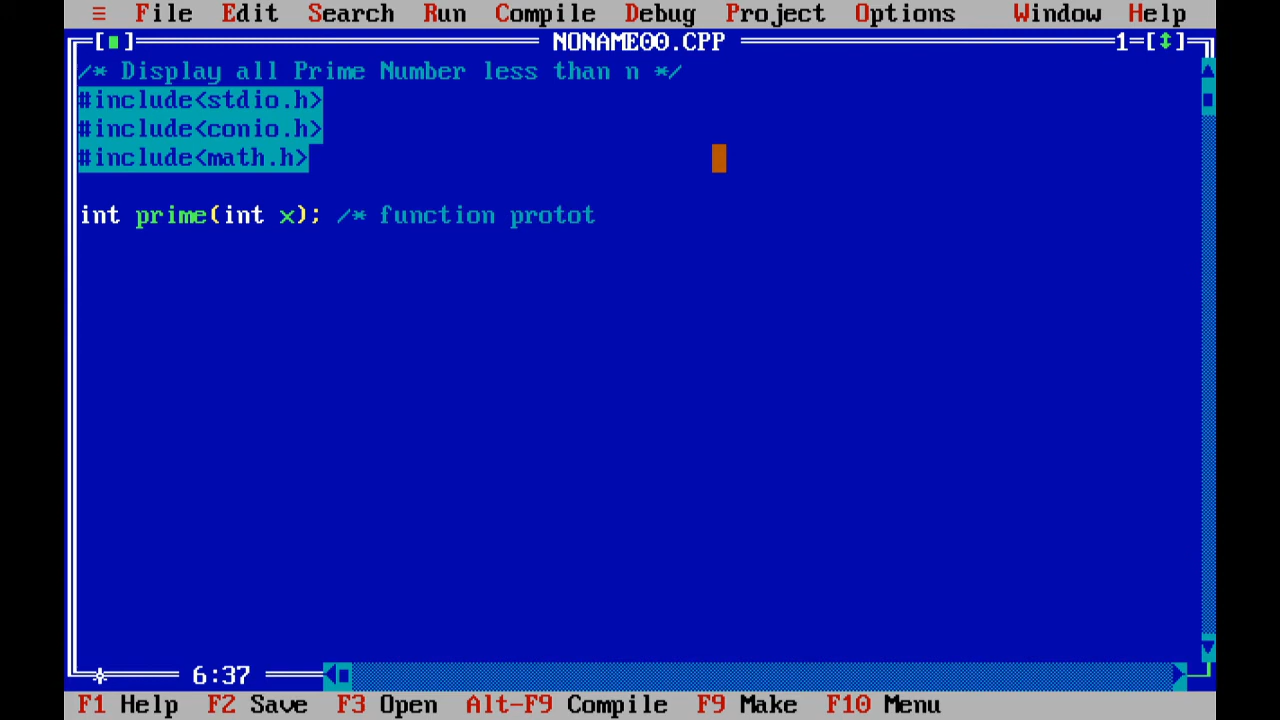 ≡ File Edit Search Run Compile Debug Project Options Window Help
[■] NONAME00.CPP 1=[↕]
/* Display all Prime Number less than n */
#include<stdio.h>
#include<conio.h>
#include<math.h>
int prime(int x); /* function protot
6:37
F1 Help F2 Save F3 Open Alt-F9 Compile F9 Make F10 Menu